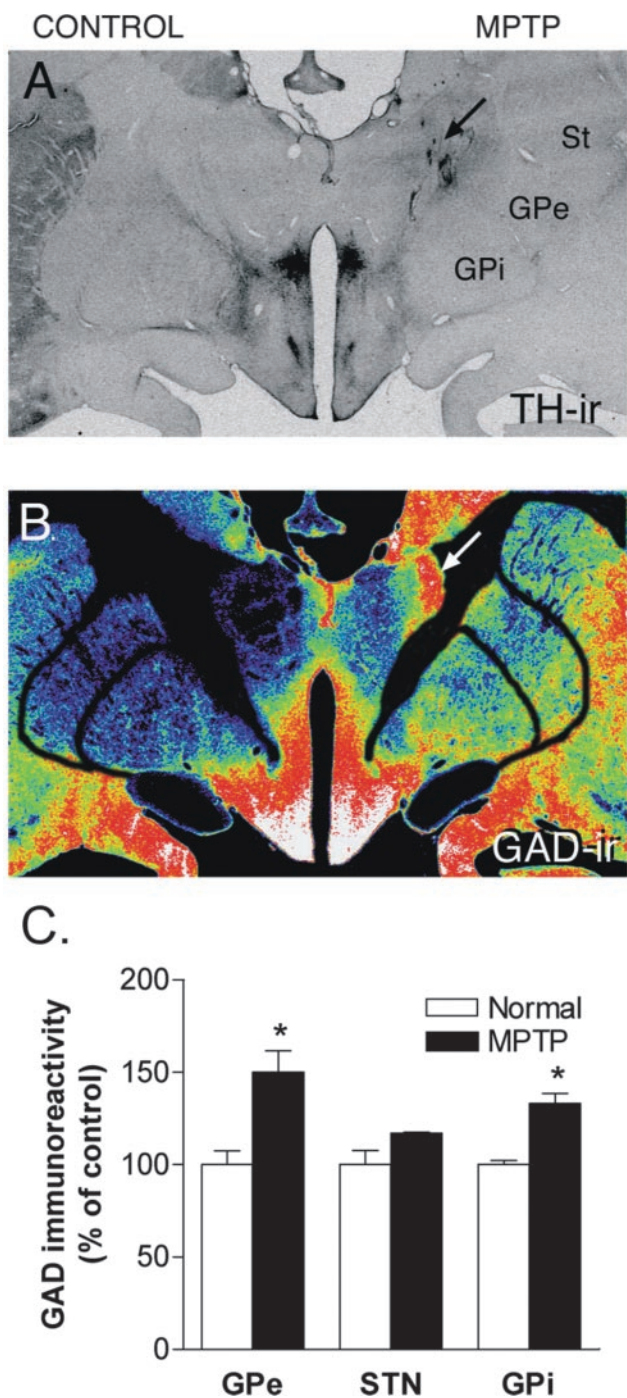 CONTROL MPTP
A
St
GPe
GPi
TH-ir
B.
GAD-ir
C.
200
150
100
50
0
GAD immunoreactivity
(% of control)
Normal
MPTP
*
*
GPe STN GPi